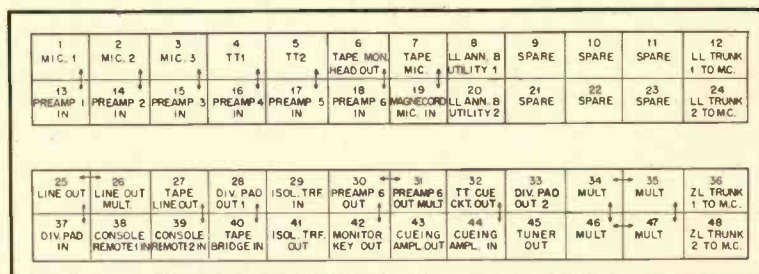 1 2 3 4 5 6 7 8 9 10 11 12
MIC. 1 MIC. 2 MIC. 3 TT1 TT2 TAPE MON. TAPE LL ANN. & SPARE SPARE SPARE LL TRUNK
HEAD OUT MIC. UTILITY 1 1 TO M.C.
13 14 15 16 17 18 19 20 21 22 23 24
PREAMP 1 PREAMP 2 PREAMP 3 PREAMP 4 PREAMP 5 PREAMP 6 MAGNECORD LL ANN. & SPARE SPARE SPARE LL TRUNK
IN IN IN IN IN IN MIC. IN UTILITY 2 2 TO M.C.
25 26 27 28 29 30 31 32 33 34 35 36
LINE OUT LINE OUT TAPE DIV. PAD ISOL. TRF. PREAMP 6 PREAMP 6 TT CUE DIV. PAD MULT MULT ZL TRUNK
MULT. LINE OUT OUT 1 IN OUT OUT MULT CKT. OUT OUT 2 1 TO M.C.
37 38 39 40 41 42 43 44 45 46 47 48
DIV. PAD CONSOLE CONSOLE TAPE ISOL. TRF. MONITOR CUEING CUEING TUNER MULT MULT ZL TRUNK
IN REMOTE 1 IN REMOTE 2 IN BRIDGE IN OUT KEY OUT AMPL. OUT AMPL. IN OUT 2 TO M.C.